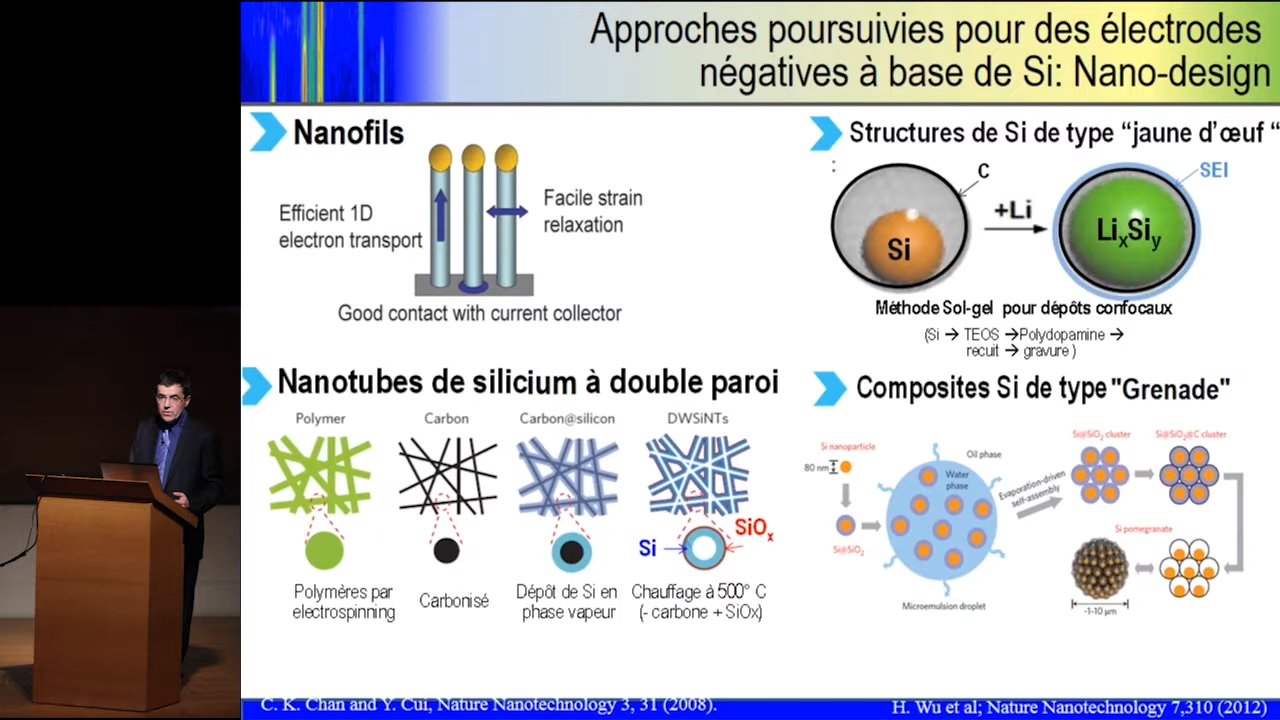 Approches poursuivies pour des électrodes
négatives à base de Si: Nano-design
Nanofils
Efficient 1D
electron transport
Facile strain
relaxation
Good contact with current collector
Structures de Si de type “jaune d’œuf “
:
C
Si
+Li
SEI
LixSiy
Méthode Sol-gel pour dépôts confocaux
(Si → TEOS →Polydopamine →
recuit → gravure )
Nanotubes de silicium à double paroi
Polymer
Carbon
Carbon@silicon
DWSiNTs
Si
SiOx
Polymères par
electrospinning
Carbonisé
Dépôt de Si en
phase vapeur
Chauffage à 500° C
(- carbone + SiOx)
Composites Si de type "Grenade"
Si nanoparticle
80 nm
Si@SiO2
Oil phase
Water
phase
Microemulsion droplet
Evaporation-driven
self-assembly
Si@SiO2 cluster
Si@SiO2@C cluster
Si pomegranate
~1-10 µm
C. K. Chan and Y. Cui, Nature Nanotechnology 3, 31 (2008).
H. Wu et al; Nature Nanotechnology 7,310 (2012)